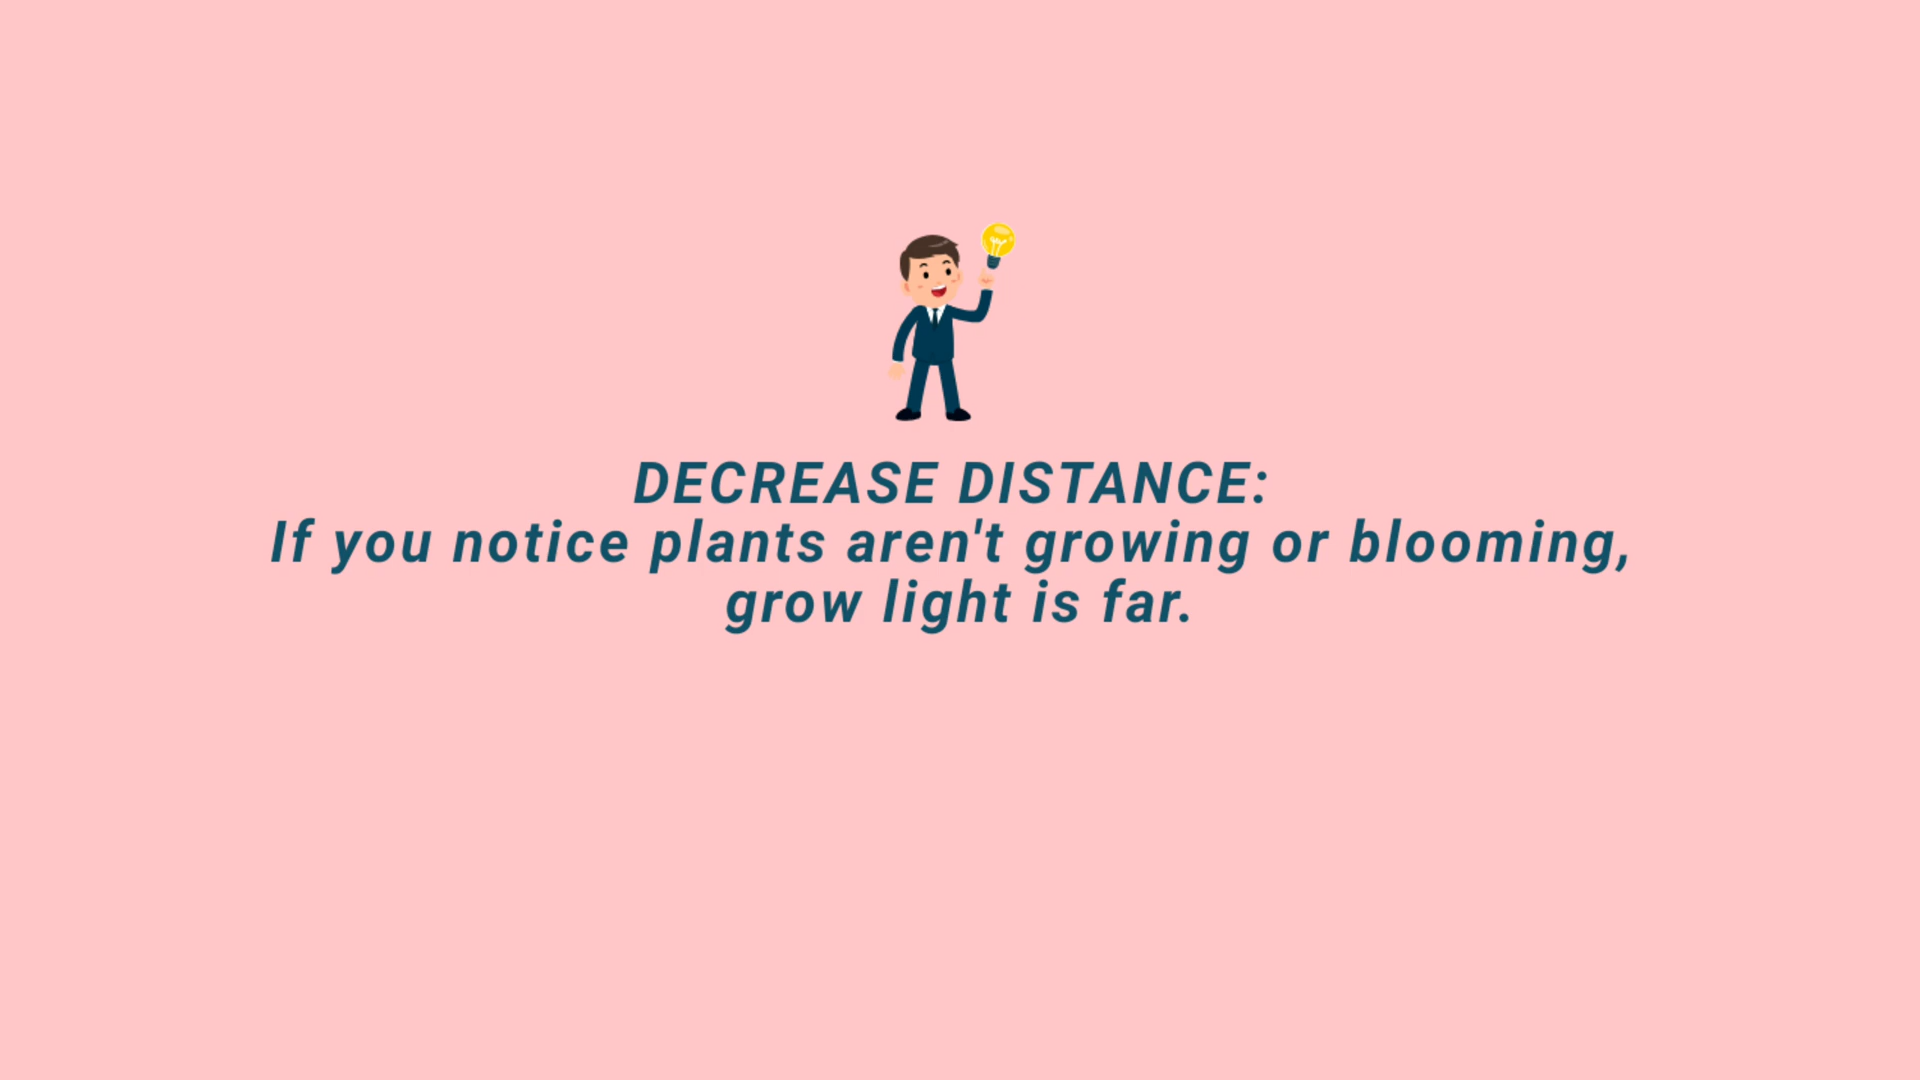 DECREASE DISTANCE:
If you notice plants aren't growing or blooming,
grow light is far.